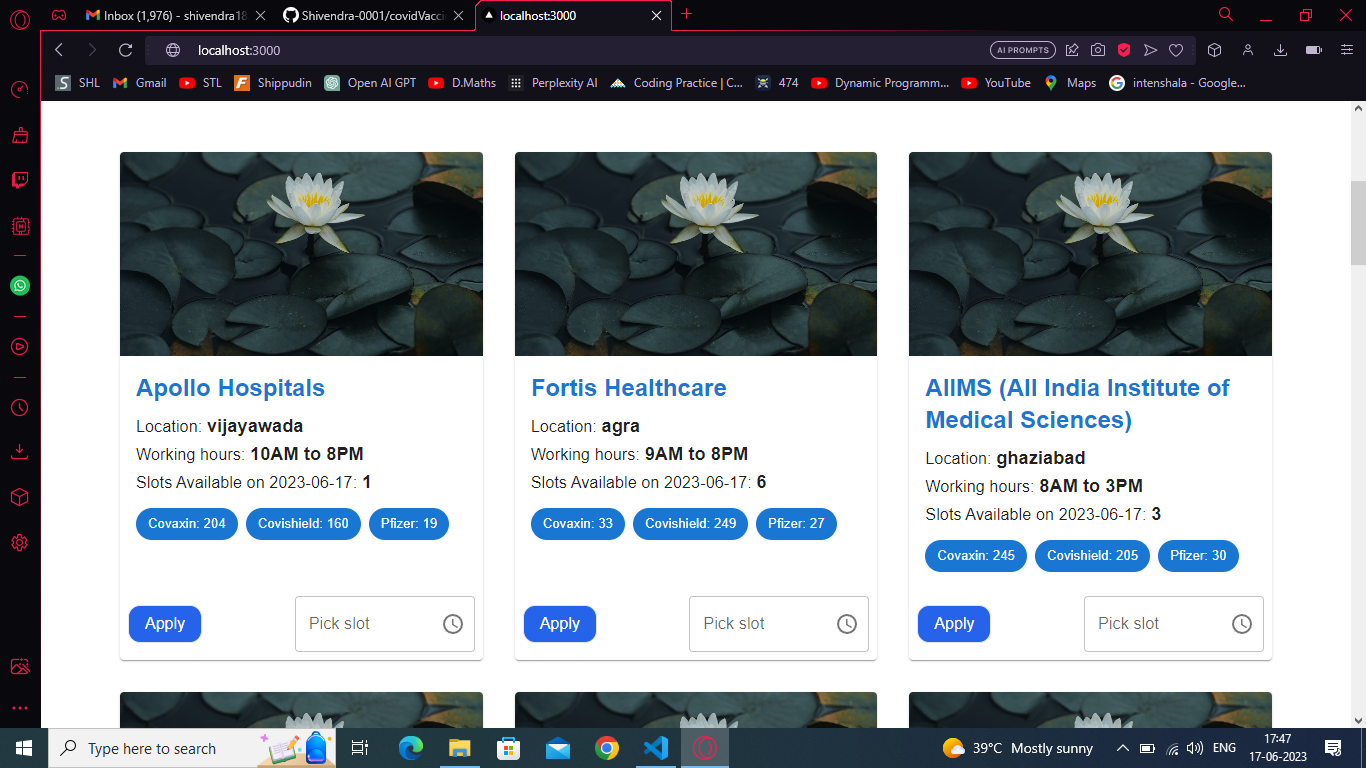 Inbox (1,976) - shivendra18
Shivendra-0001/covidVacci
localhost:3000
localhost:3000
AI PROMPTS
SHL
Gmail
STL
Shippudin
Open AI GPT
D.Maths
Perplexity AI
Coding Practice | C...
474
Dynamic Programm...
YouTube
Maps
intenshala - Google...
Apollo Hospitals
Location: vijayawada
Working hours: 10AM to 8PM
Slots Available on 2023-06-17: 1
Covaxin: 204
Covishield: 160
Pfizer: 19
Apply
Pick slot
Fortis Healthcare
Location: agra
Working hours: 9AM to 8PM
Slots Available on 2023-06-17: 6
Covaxin: 33
Covishield: 249
Pfizer: 27
Apply
Pick slot
AIIMS (All India Institute of
Medical Sciences)
Location: ghaziabad
Working hours: 8AM to 3PM
Slots Available on 2023-06-17: 3
Covaxin: 245
Covishield: 205
Pfizer: 30
Apply
Pick slot
Type here to search
39°C Mostly sunny
ENG
17:47
17-06-2023